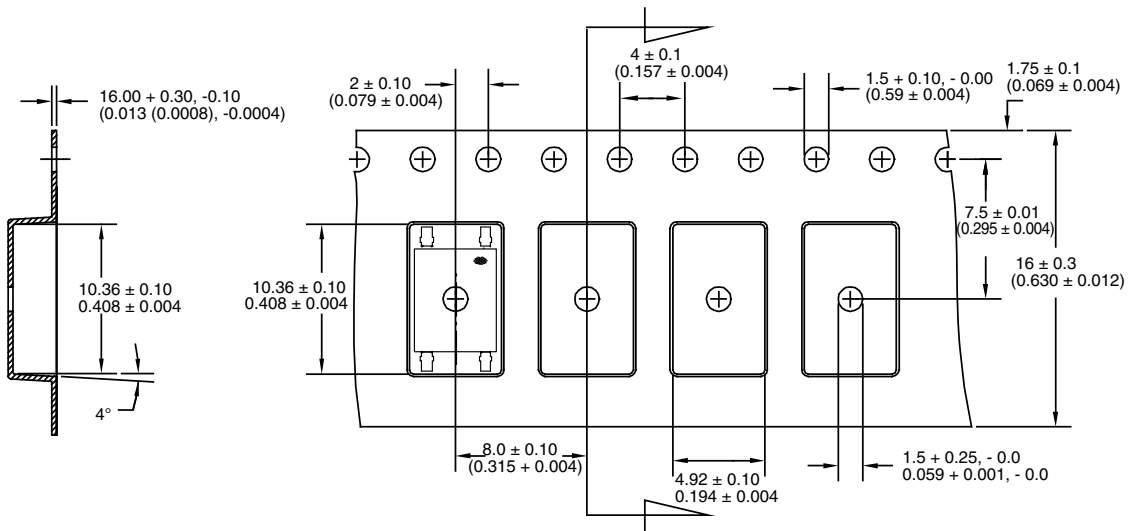 4 ± 0.1
(0.157 ± 0.004)
2 ± 0.10
(0.079 ± 0.004)
1.5 + 0.10, - 0.00
(0.59 ± 0.004)
1.75 ± 0.1
(0.069 ± 0.004)
16.00 + 0.30, -0.10
(0.013 (0.0008), -0.0004)
7.5 ± 0.01
(0.295 ± 0.004)
16 ± 0.3
(0.630 ± 0.012)
10.36 ± 0.10
0.408 ± 0.004
10.36 ± 0.10
0.408 ± 0.004
4°
8.0 ± 0.10
(0.315 + 0.004)
4.92 ± 0.10
0.194 ± 0.004
1.5 + 0.25, - 0.0
0.059 + 0.001, - 0.0